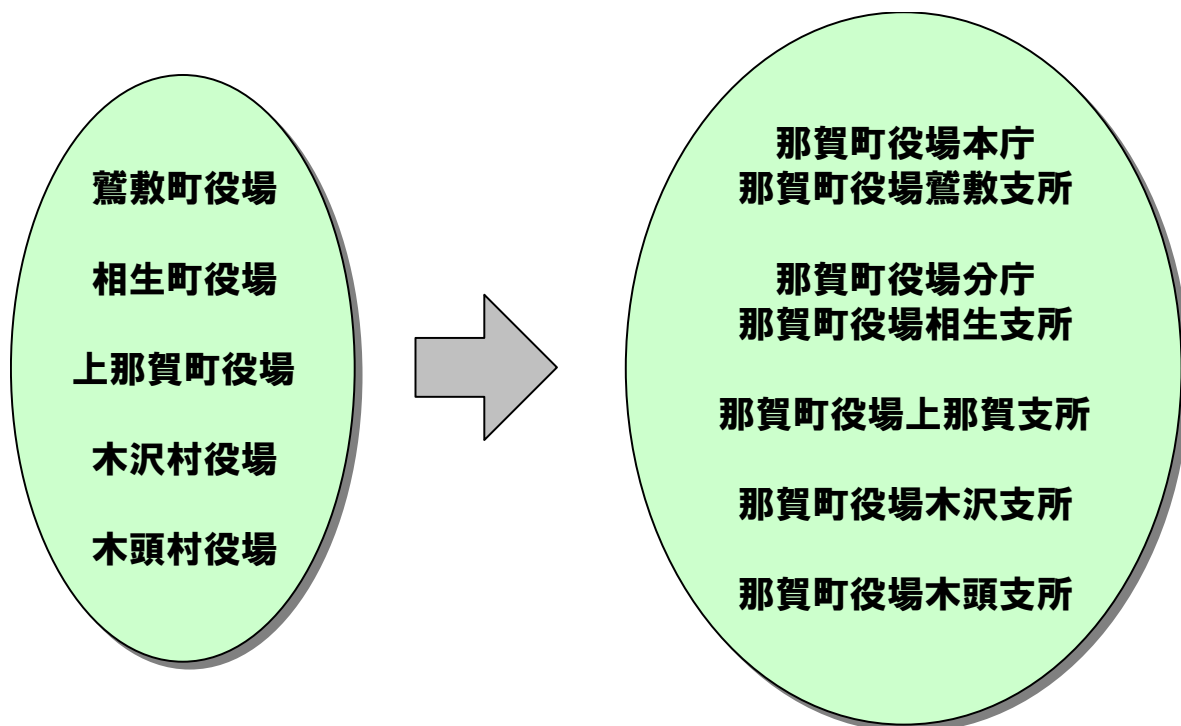 鷲敷町役場
相生町役場
上那賀町役場
木沢村役場
木頭村役場
那賀町役場本庁
那賀町役場鷲敷支所
那賀町役場分庁
那賀町役場相生支所
那賀町役場上那賀支所
那賀町役場木沢支所
那賀町役場木頭支所